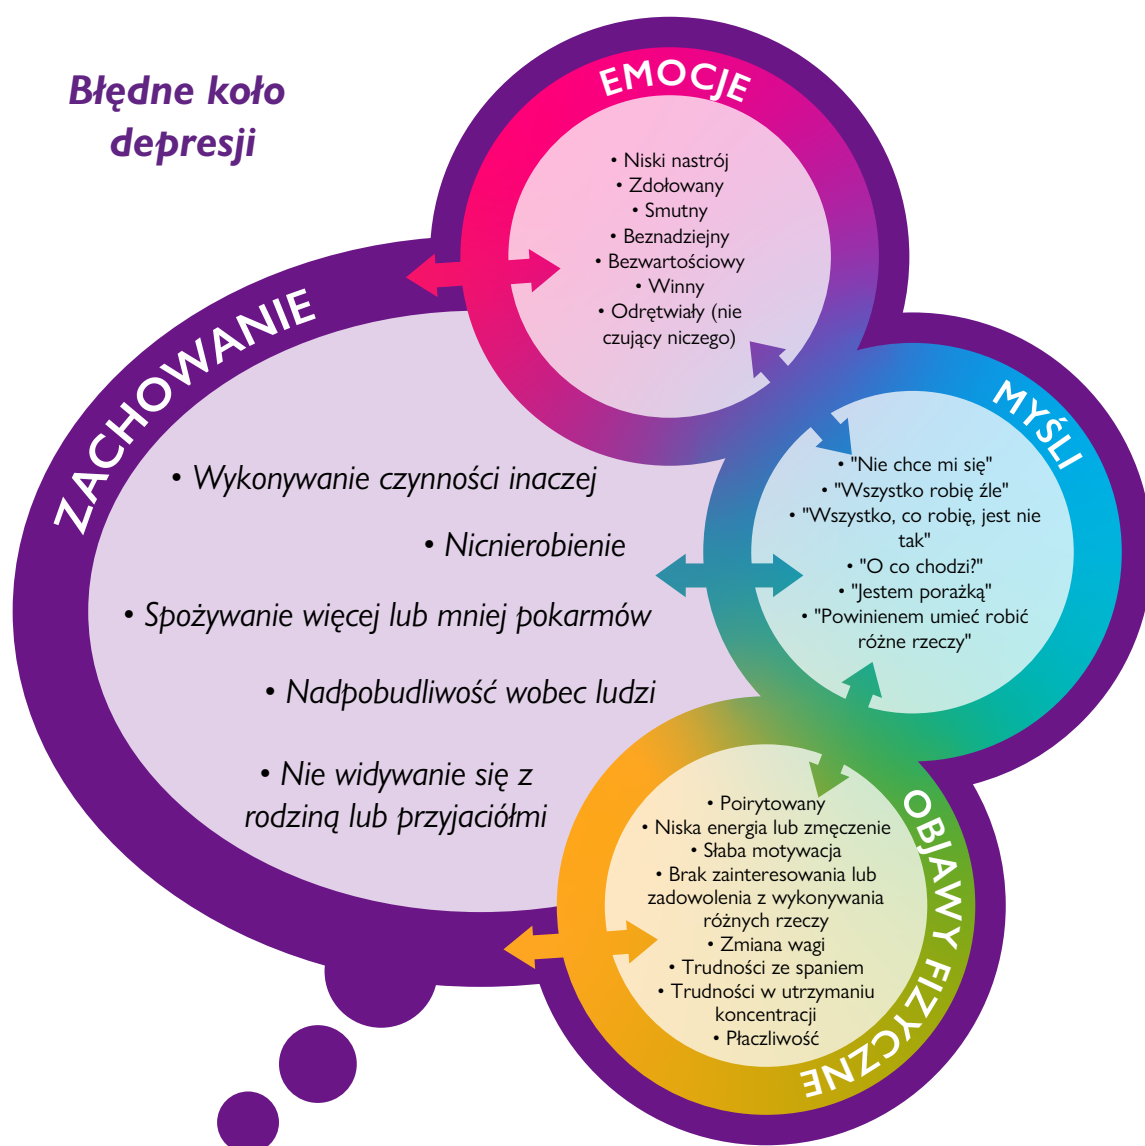 Błędne koło
depresji
EMOCJE
• Niski nastrój
• Zdołowany
• Smutny
• Beznadziejny
• Bezwartościowy
• Winny
• Odrętwiały (nie
czujący niczego)
ZACHOWANIE
• Wykonywanie czynności inaczej
• Nicnierobienie
• Spożywanie więcej lub mniej pokarmów
• Nadpobudliwość wobec ludzi
• Nie widywanie się z
rodziną lub przyjaciółmi
MYŚLI
• "Nie chce mi się"
• "Wszystko robię źle"
• "Wszystko, co robię, jest nie
tak"
• "O co chodzi?"
• "Jestem porażką"
• "Powinienem umieć robić
różne rzeczy"
OBJAWY FIZYCZNE
• Poirytowany
• Niska energia lub zmęczenie
• Słaba motywacja
• Brak zainteresowania lub
zadowolenia z wykonywania
różnych rzeczy
• Zmiana wagi
• Trudności ze spaniem
• Trudności w utrzymaniu
koncentracji
• Płaczliwość